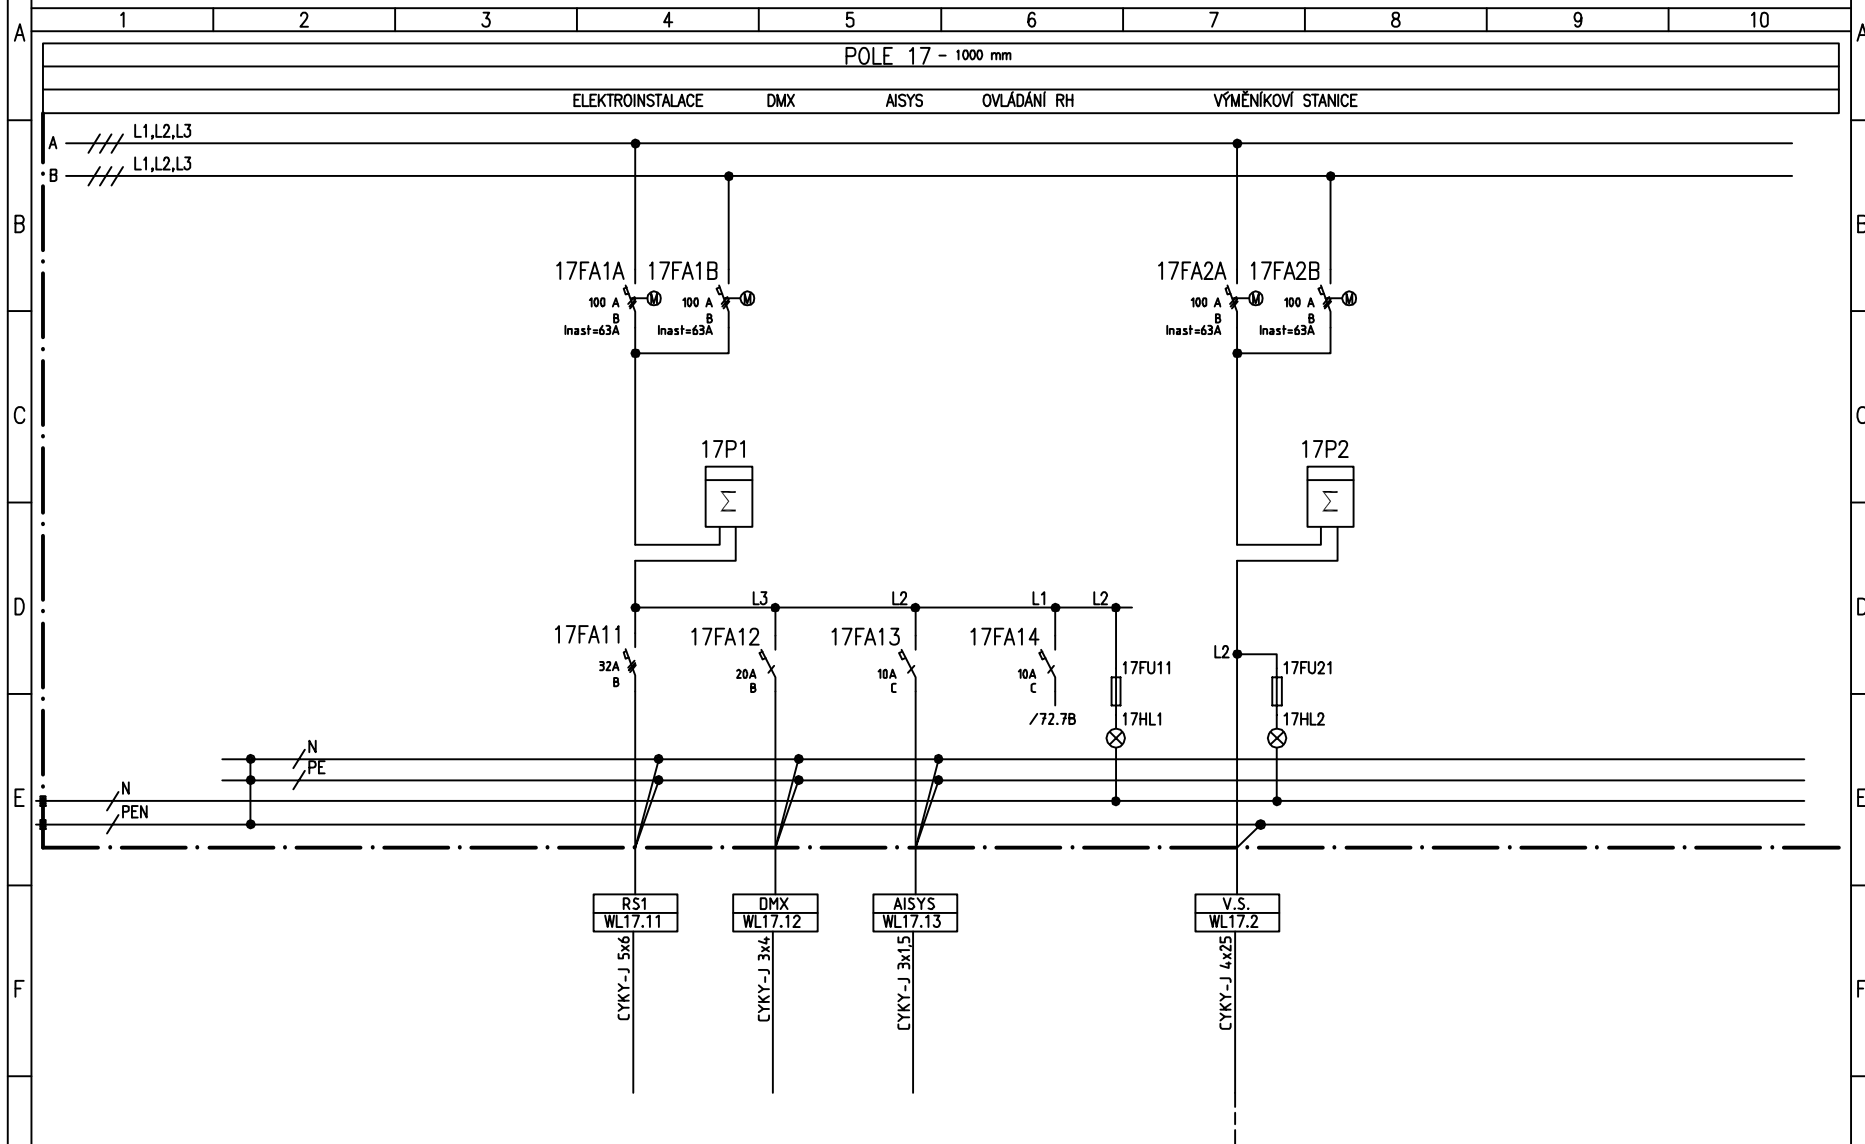 1 2 3 4 5 6 7 8 9 10
A A
POLE 17 - 1000 mm
ELEKTROINSTALACE DMX AISYS OVLÁDÁNÍ RH VÝMĚNÍKOVÍ STANICE
A L1,L2,L3
B L1,L2,L3
B B
17FA1A 17FA1B 17FA2A 17FA2B
100 A M 100 A M 100 A M 100 A M
B B B B
Inast=63A Inast=63A Inast=63A Inast=63A
C C
17P1 17P2
Σ Σ
D L3 L2 L1 L2 D
17FA11 17FA12 17FA13 17FA14 L2
32A 20A 10A 10A 17FU11 17FU21
B B C C
/72.7B 17HL1 17HL2
N
PE
E N E
PEN
RS1 DMX AISYS V.S.
WL17.11 WL17.12 WL17.13 WL17.2
CYKY-J 5x6 CYKY-J 3x4 CYKY-J 3x1,5 CYKY-J 4x25
F F